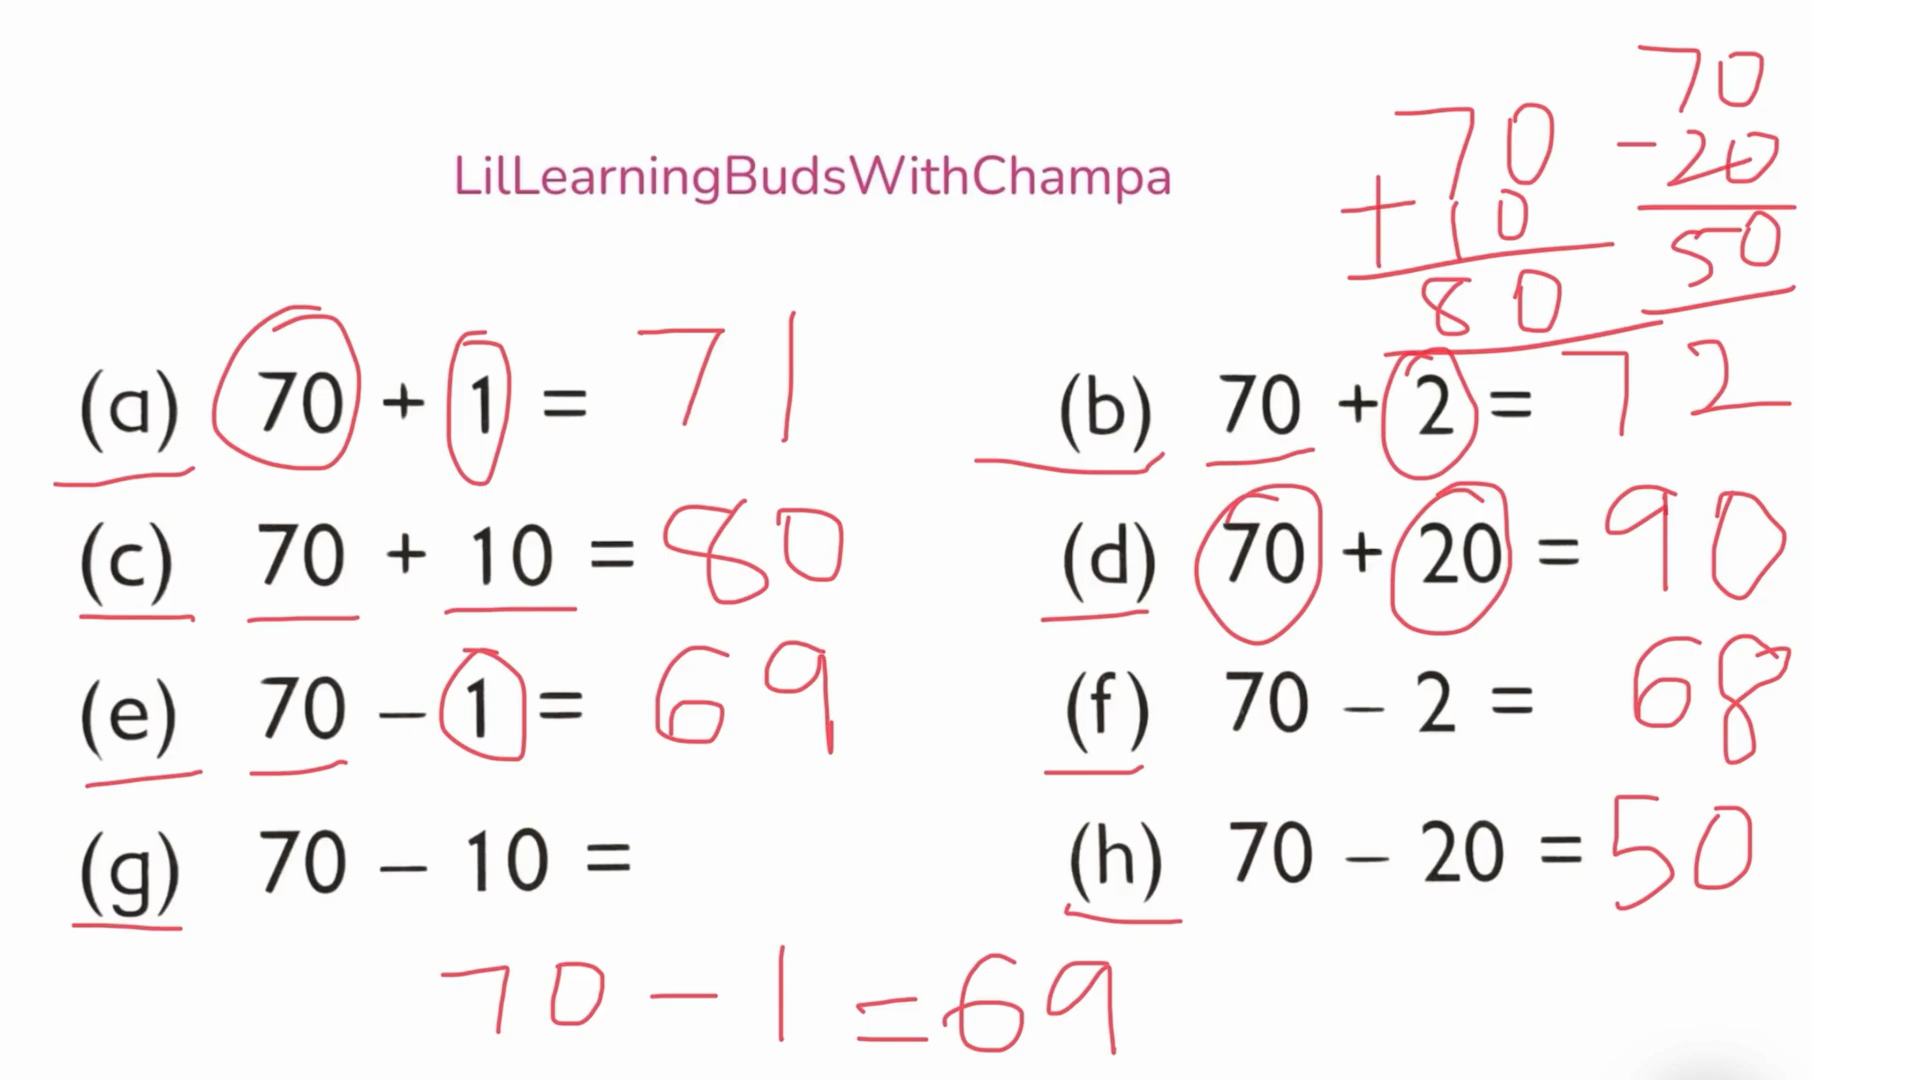 70
- 20
50
70
+ 10
80
LilLearningBudsWithChampa
(a) 70 + 1 = 71
(b) 70 + 2 = 72
(c) 70 + 10 = 80
(d) 70 + 20 = 90
(e) 70 – 1 = 69
(f) 70 – 2 = 68
(g) 70 – 10 =
(h) 70 – 20 = 50
70 - 1 = 69